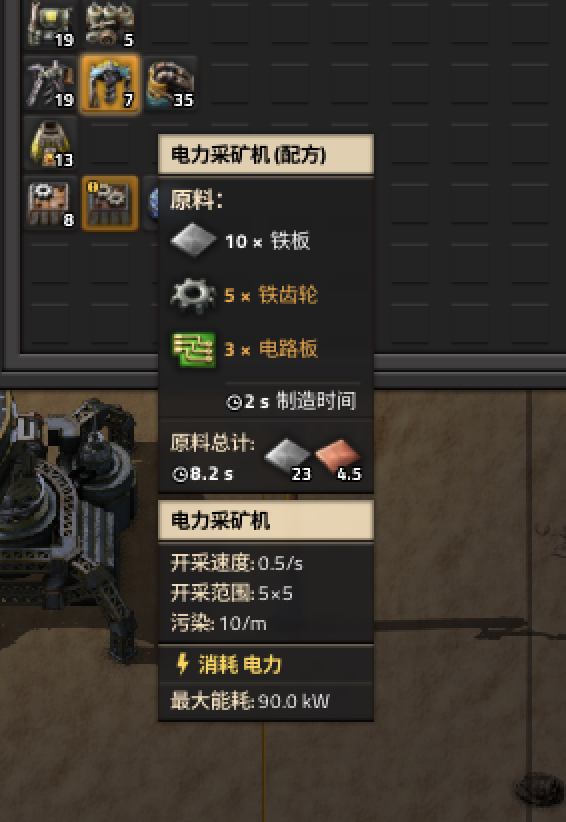 19
5
19
7
35
13
8
电力采矿机 (配方)
原料:
10 × 铁板
5 × 铁齿轮
3 × 电路板
2 s 制造时间
原料总计:
8.2 s
23
4.5
电力采矿机
开采速度: 0.5/s
开采范围: 5×5
污染: 10/m
消耗 电力
最大能耗: 90.0 kW